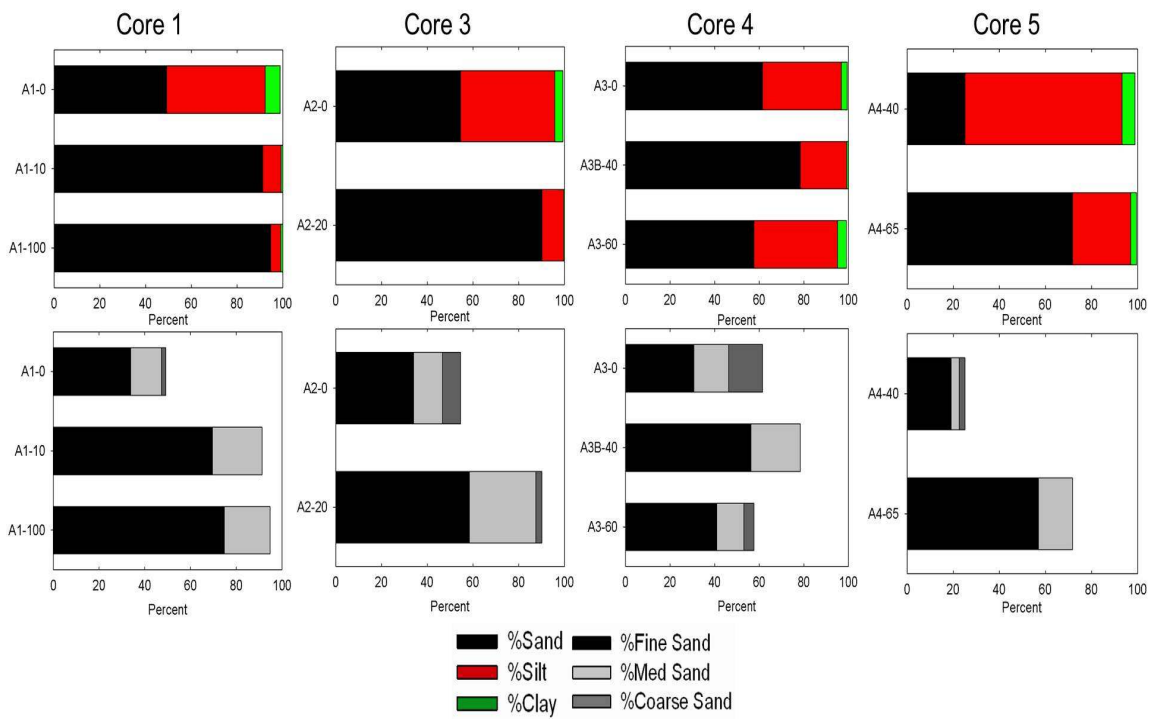 Core 1
Core 3
Core 4
Core 5
A1-0
A1-10
A1-100
0 20 40 60 80 100
Percent
A2-0
A2-20
0 20 40 60 80 100
Percent
A3-0
A3B-40
A3-60
0 20 40 60 80 100
Percent
A4-40
A4-65
0 20 40 60 80 100
Percent
A1-0
A1-10
A1-100
0 20 40 60 80 100
Percent
A2-0
A2-20
0 20 40 60 80 100
Percent
A3-0
A3B-40
A3-60
0 20 40 60 80 100
Percent
A4-40
A4-65
0 20 40 60 80 100
Percent
%Sand %Fine Sand
%Silt %Med Sand
%Clay %Coarse Sand